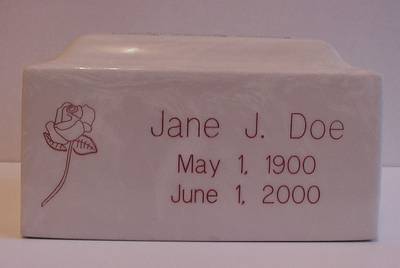 Jane J. Doe
May 1, 1900
June 1, 2000